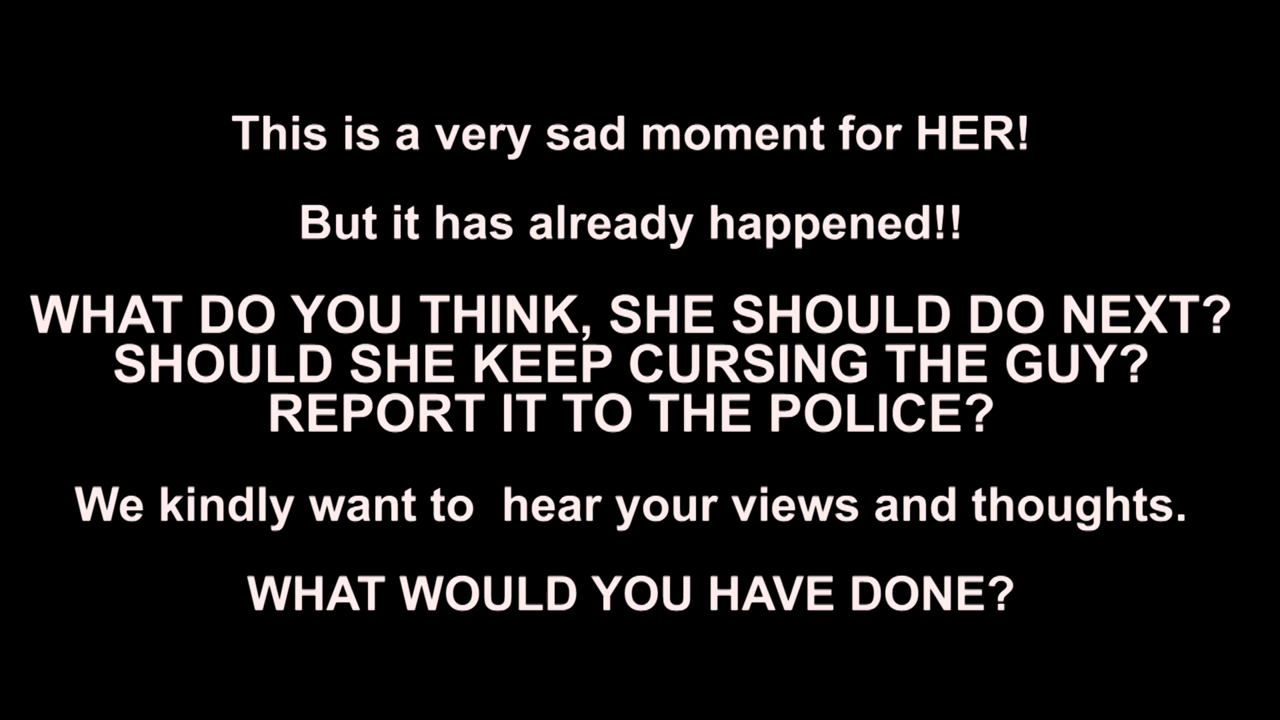 This is a very sad moment for HER!
But it has already happened!!
WHAT DO YOU THINK, SHE SHOULD DO NEXT?
SHOULD SHE KEEP CURSING THE GUY?
REPORT IT TO THE POLICE?
We kindly want to  hear your views and thoughts.
WHAT WOULD YOU HAVE DONE?